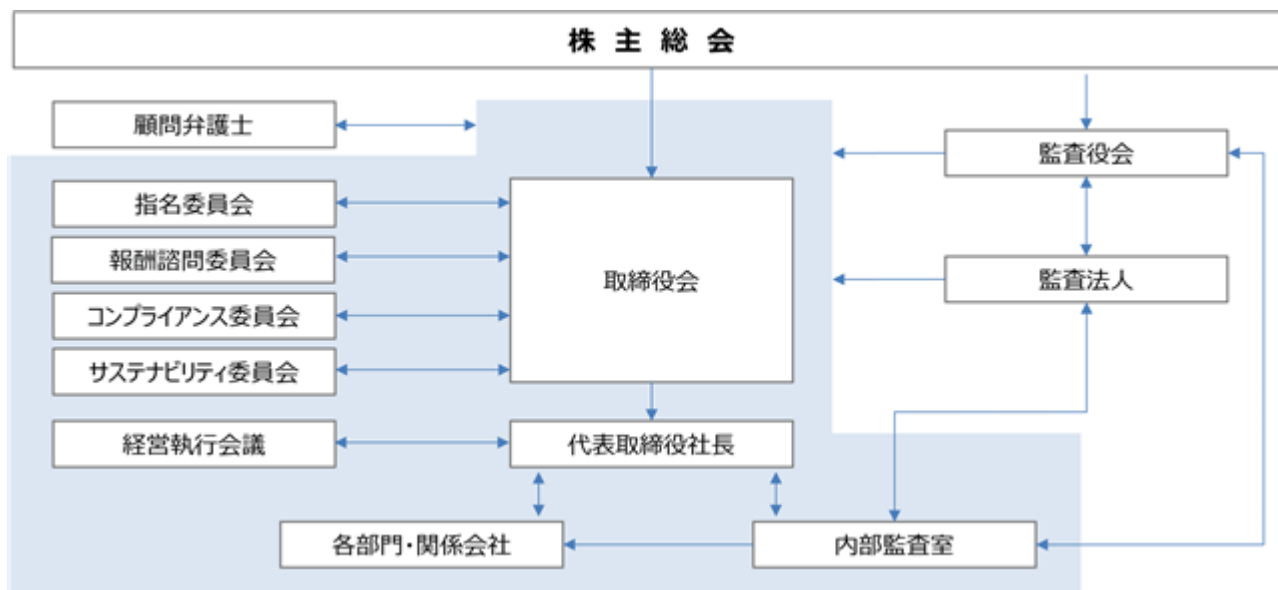 株主総会
顧問弁護士
監査役会
指名委員会
報酬諮問委員会
取締役会
監査法人
コンプライアンス委員会
サステナビリティ委員会
経営執行会議
代表取締役社長
各部門・関係会社
内部監査室